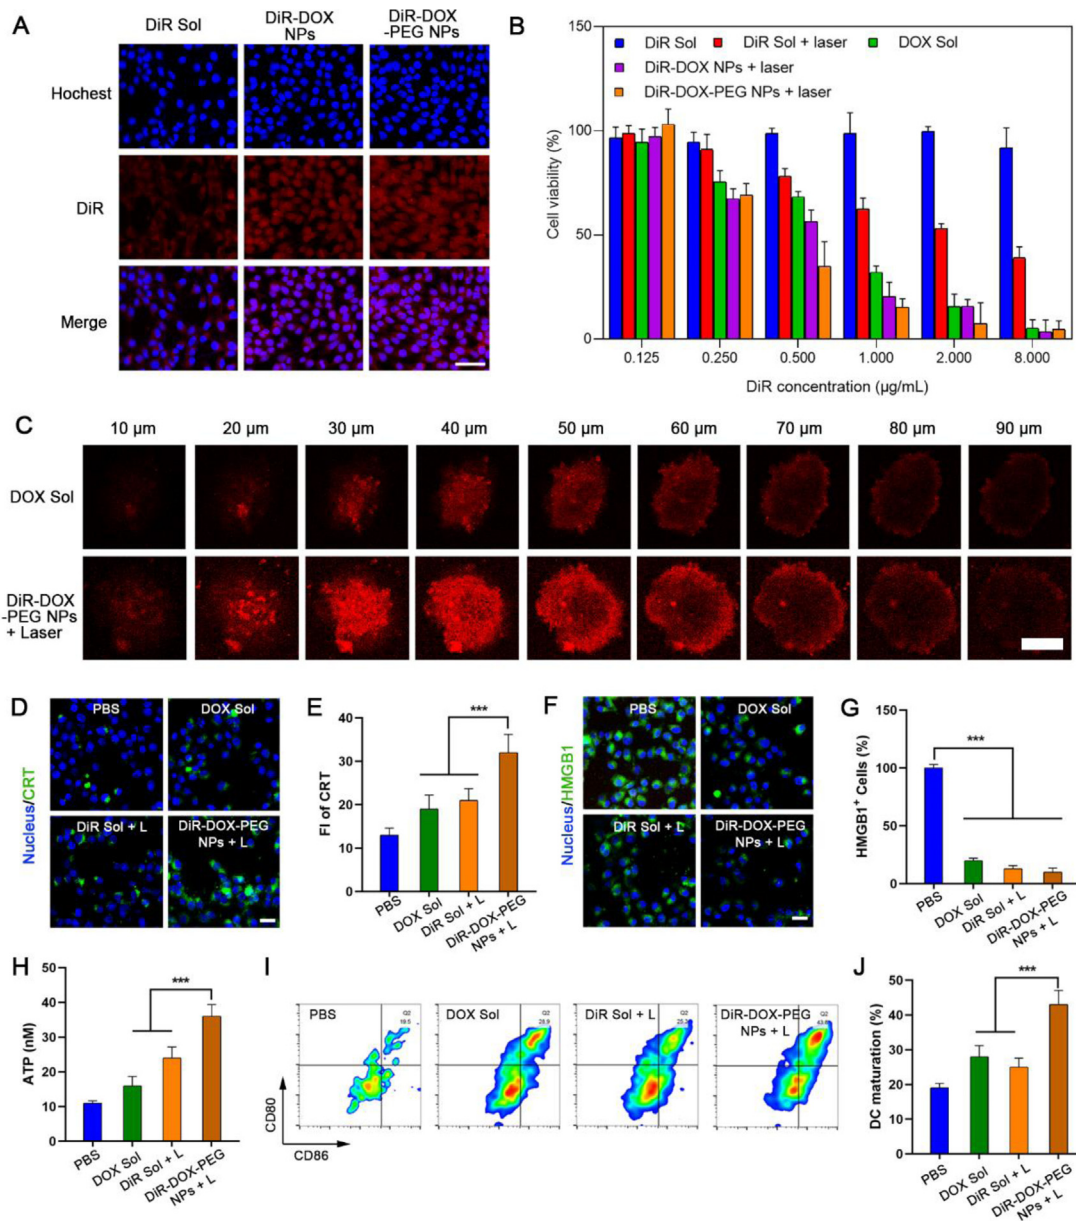 A
DiR Sol
DiR-DOX
NPs
DiR-DOX
-PEG NPs
Hochest
DiR
Merge
B
DiR Sol
DiR Sol + laser
DOX Sol
DiR-DOX NPs + laser
DiR-DOX-PEG NPs + laser
150
100
50
0
Cell viability (%)
0.125 0.250 0.500 1.000 2.000 8.000
DiR concentration (µg/mL)
C
10 µm 20 µm 30 µm 40 µm 50 µm 60 µm 70 µm 80 µm 90 µm
DOX Sol
DiR-DOX
-PEG NPs
+ Laser
D
Nucleus/CRT
PBS
DOX Sol
DiR Sol + L
DiR-DOX-PEG
NPs + L
E
FI of CRT
40
30
20
10
0
***
PBS
DOX Sol
DiR Sol + L
DiR-DOX-PEG
NPs + L
F
Nucleus/HMGB1
PBS
DOX Sol
DiR Sol + L
DiR-DOX-PEG
NPs + L
G
HMGB1+ Cells (%)
150
100
50
0
***
PBS
DOX Sol
DiR Sol + L
DiR-DOX-PEG
NPs + L
H
ATP (nM)
50
40
30
20
10
0
***
PBS
DOX Sol
DiR Sol + L
DiR-DOX-PEG
NPs + L
I
PBS
Q2
19.5
DOX Sol
Q2
28.9
DiR Sol + L
Q2
DiR-DOX-PEG
NPs + L
Q2
CD80
CD86
J
DC maturation (%)
50
40
30
20
10
0
***
PBS
DOX Sol
DiR Sol + L
DiR-DOX-PEG
NPs + L